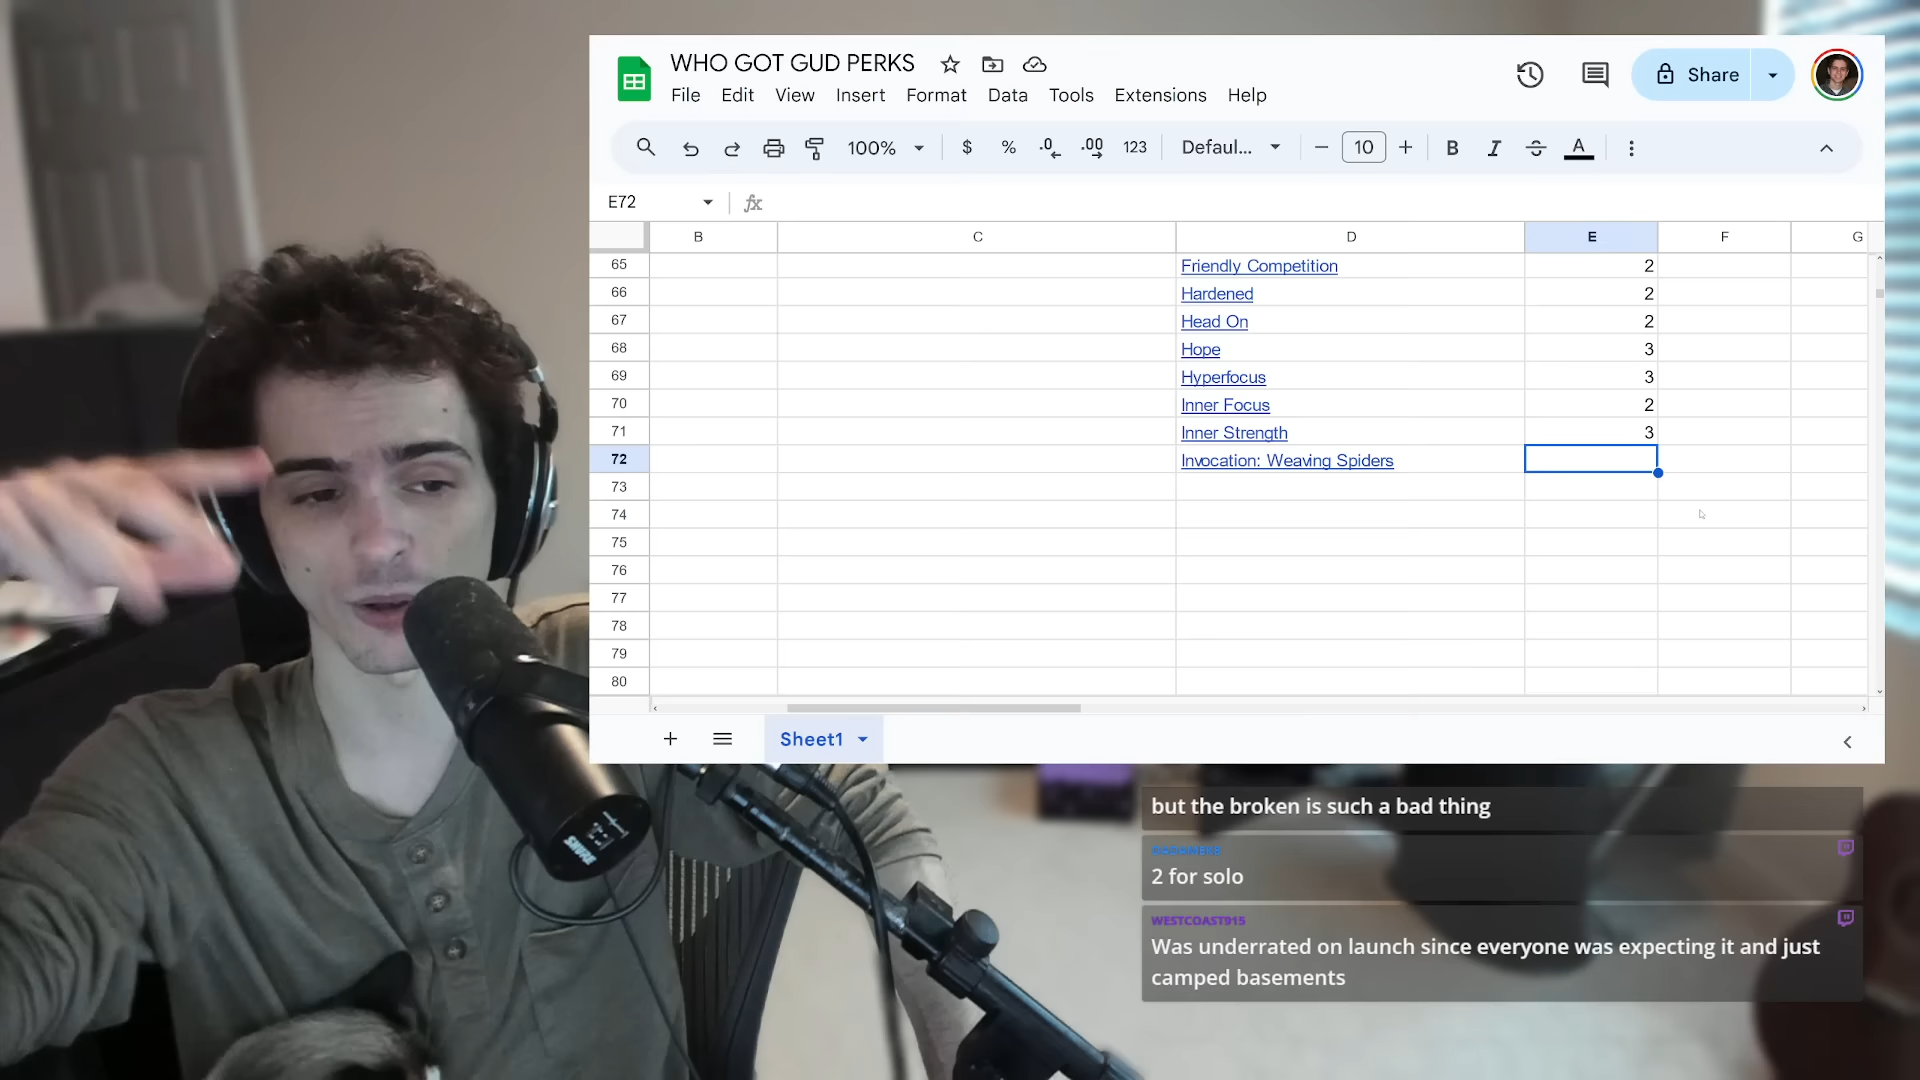 WHO GOT GUD PERKS
File Edit View Insert Format Data Tools Extensions Help
Share
100% $ % .0 .00 123 Defaul... 10 B I S A
E72 fx
B C D E F G
65 Friendly Competition 2
66 Hardened 2
67 Head On 2
68 Hope 3
69 Hyperfocus 3
70 Inner Focus 2
71 Inner Strength 3
72 Invocation: Weaving Spiders
73
74
75
76
77
78
79
80
Sheet1
but the broken is such a bad thing
2 for solo
WESTCOAST915
Was underrated on launch since everyone was expecting it and just
camped basements